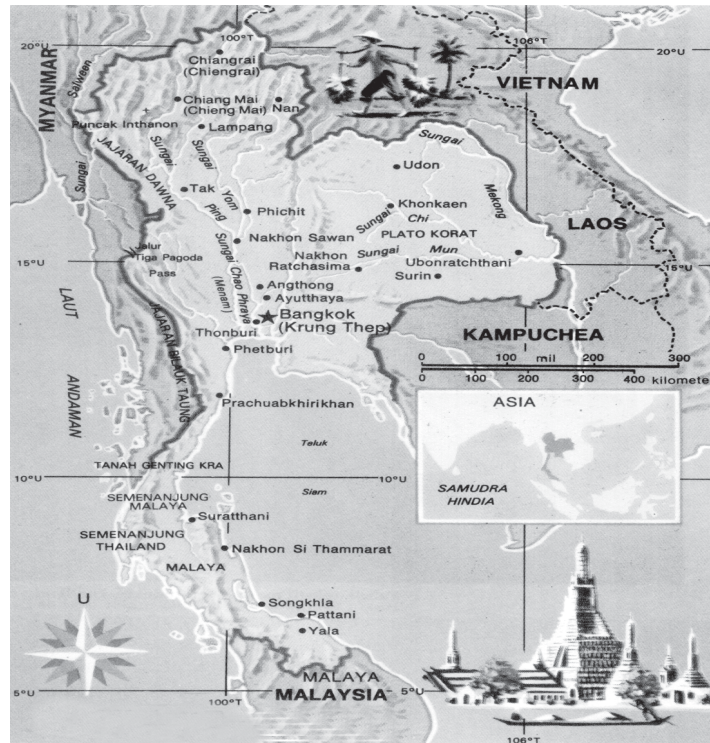 100°T
106°T
20°U
20°U
MYANMAR
Salween
Sungai
Chiangrai
(Chiengrai)
VIETNAM
Chiang Mai
(Chieng Mai)
Nan
Puncak Inthanon
Lampang
JAJARAN DAWNA
Sungai
Ping
Sungai
Yom
Tak
Phichit
Nakhon Sawan
Sungai
Mekong
Udon
Khonkaen
Sungai Chi
PLATO KORAT
LAOS
Nakhon
Ratchasima
Sungai Mun
Ubonratchthani
Surin
Jalur
Tiga Pagoda
Pass
15°U
15°U
Sungai Chao Phraya
(Menam)
Angthong
Ayutthaya
Bangkok
(Krung Thep)
Thonburi
KAMPUCHEA
LAUT
ANDAMAN
JAJARAN BILAUK TAUNG
Phetburi
0 100 mil 200 300
0 100 200 300 400 kilomete
Prachuabkhirikhan
ASIA
SAMUDRA
HINDIA
Teluk
Siam
TANAH GENTING KRA
10°U
10°U
SEMENANJUNG
MALAYA
Suratthani
SEMENANJUNG
THAILAND
Nakhon Si Thammarat
MALAYA
Songkhla
Pattani
Yala
U
MALAYA
MALAYSIA
5°U
5°U
100°T
106°T